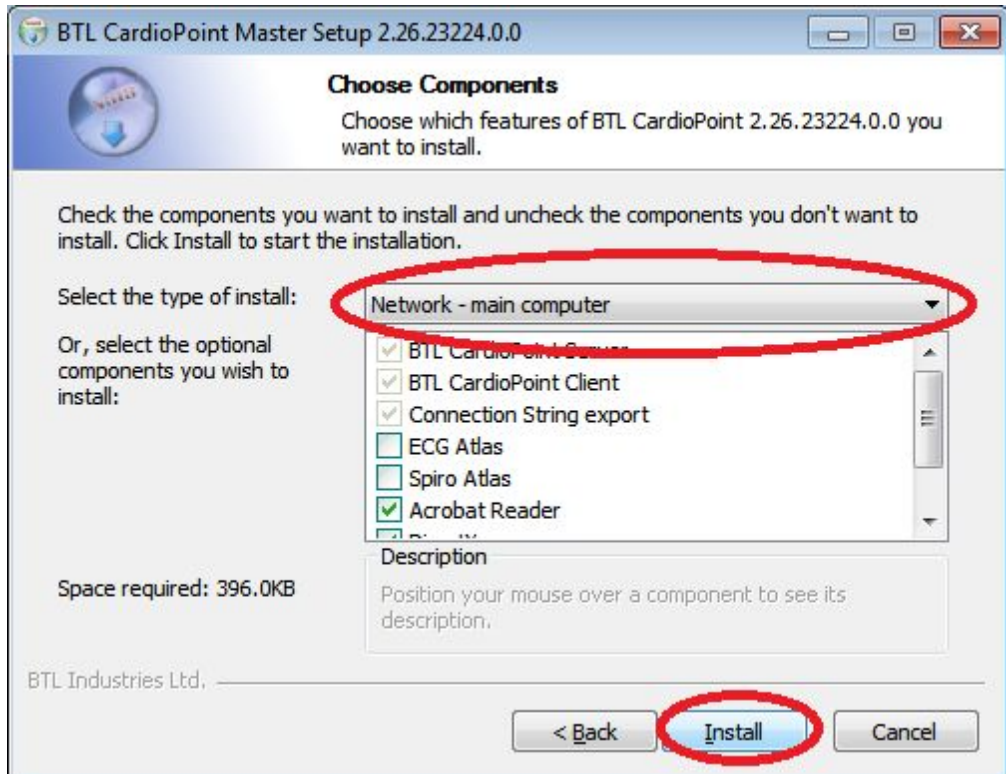 BTL CardioPoint Master Setup 2.26.23224.0.0
Choose Components
Choose which features of BTL CardioPoint 2.26.23224.0.0 you
want to install.
Check the components you want to install and uncheck the components you don't want to
install. Click Install to start the installation.
Select the type of install:
Network - main computer
Or, select the optional
components you wish to
install:
BTL CardioPoint Server
BTL CardioPoint Client
Connection String export
ECG Atlas
Spiro Atlas
Acrobat Reader
Description
Position your mouse over a component to see its
description.
Space required: 396.0KB
BTL Industries Ltd.
< Back
Install
Cancel